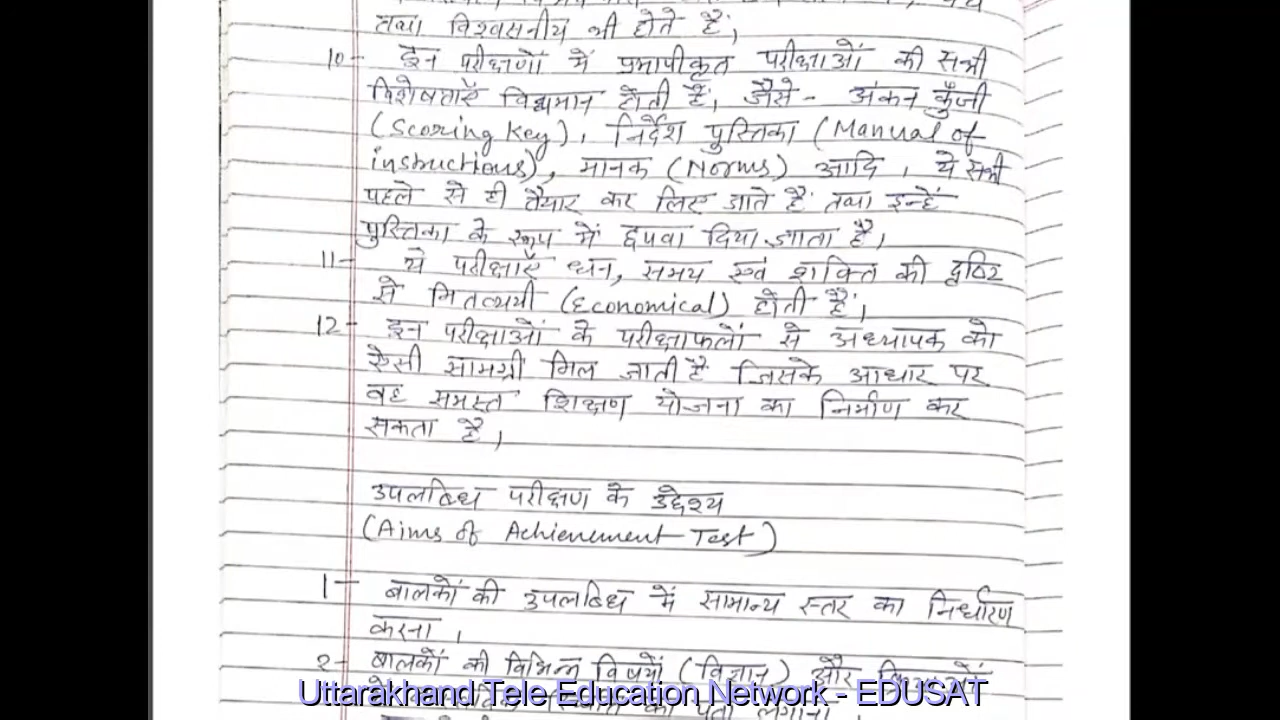 तथा विश्वसनीय भी होते हैं।
10- इन परीक्षणों में प्रमापीकृत परीक्षाओं की सभी
विशेषताएँ विद्यमान होती हैं, जैसे - अंकन कुँजी
(Scoring Key), निर्देश पुस्तिका (Manual of
instructions), मानक (Norms) आदि। ये सभी
पहले से ही तैयार कर लिए जाते हैं तथा इन्हें
पुस्तिका के रूप में छपवा दिया जाता है।
11- ये परीक्षाएँ धन, समय एवं शक्ति की दृष्टि
से मितव्ययी (Economical) होती हैं।
12- इन परीक्षाओं के परीक्षाफलों से अध्यापक को
ऐसी सामग्री मिल जाती है जिसके आधार पर
वह समस्त शिक्षण योजना का निर्माण कर
सकता है।
उपलब्धि परीक्षण के उद्देश्य
(Aims of Achievement Test)
1- बालकों की उपलब्धि में सामान्य स्तर का निर्धारण
करना।
2- बालकों की विभिन्न विषयों (विज्ञान) और
का पता लगाना।
Uttarakhand Tele Education Network - EDUSAT